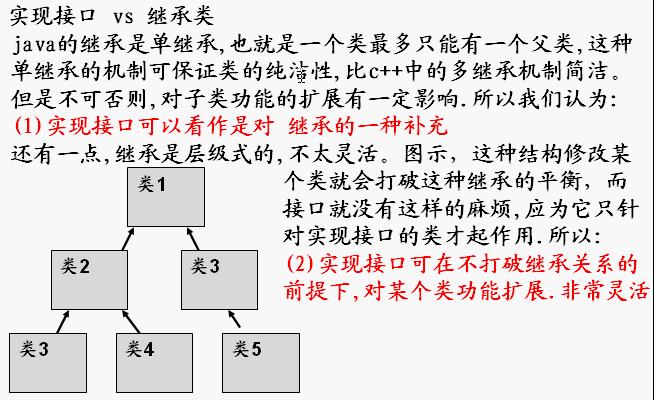 实现接口 vs 继承类
java的继承是单继承,也就是一个类最多只能有一个父类,这种
单继承的机制可保证类的纯洁性,比c++中的多继承机制简洁。
但是不可否则,对子类功能的扩展有一定影响.所以我们认为:
(1)实现接口可以看作是对 继承的一种补充
还有一点,继承是层级式的,不太灵活。图示，这种结构修改某
个类就会打破这种继承的平衡，而
接口就没有这样的麻烦,应为它只针
对实现接口的类才起作用.所以:
(2)实现接口可在不打破继承关系的
前提下,对某个类功能扩展.非常灵活
类1
类2
类3
类3
类4
类5